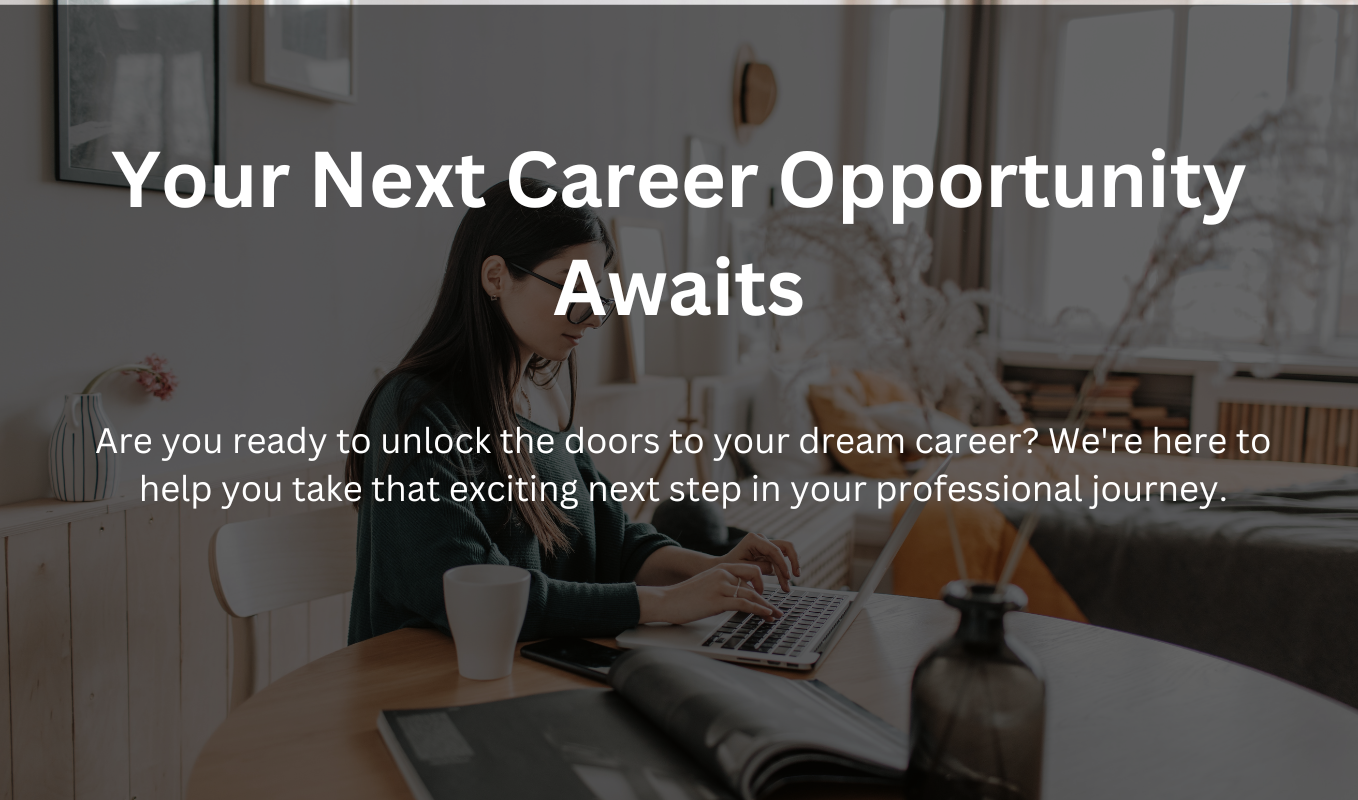 Your Next Career Opportunity
Awaits
Are you ready to unlock the doors to your dream career? We're here to
help you take that exciting next step in your professional journey.